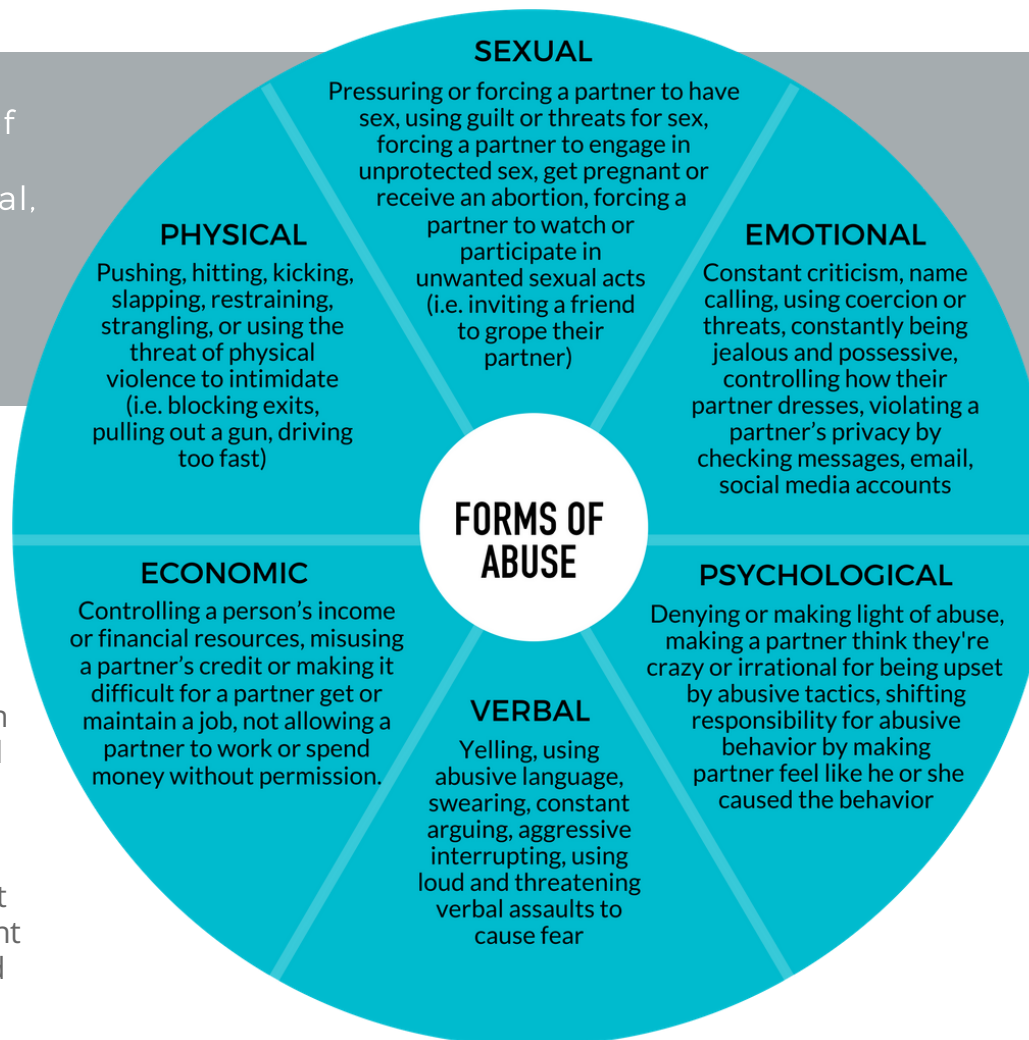 SEXUAL
Pressuring or forcing a partner to have
sex, using guilt or threats for sex,
forcing a partner to engage in
unprotected sex, get pregnant or
receive an abortion, forcing a
partner to watch or
participate in
unwanted sexual acts
(i.e. inviting a friend
to grope their
partner)
PHYSICAL
Pushing, hitting, kicking,
slapping, restraining,
strangling, or using the
threat of physical
violence to intimidate
(i.e. blocking exits,
pulling out a gun, driving
too fast)
EMOTIONAL
Constant criticism, name
calling, using coercion or
threats, constantly being
jealous and possessive,
controlling how their
partner dresses, violating a
partner’s privacy by
checking messages, email,
social media accounts
FORMS OF
ABUSE
ECONOMIC
Controlling a person’s income
or financial resources, misusing
a partner’s credit or making it
difficult for a partner get or
maintain a job, not allowing a
partner to work or spend
money without permission.
VERBAL
Yelling, using
abusive language,
swearing, constant
arguing, aggressive
interrupting, using
loud and threatening
verbal assaults to
cause fear
PSYCHOLOGICAL
Denying or making light of abuse,
making a partner think they're
crazy or irrational for being upset
by abusive tactics, shifting
responsibility for abusive
behavior by making
partner feel like he or she
caused the behavior